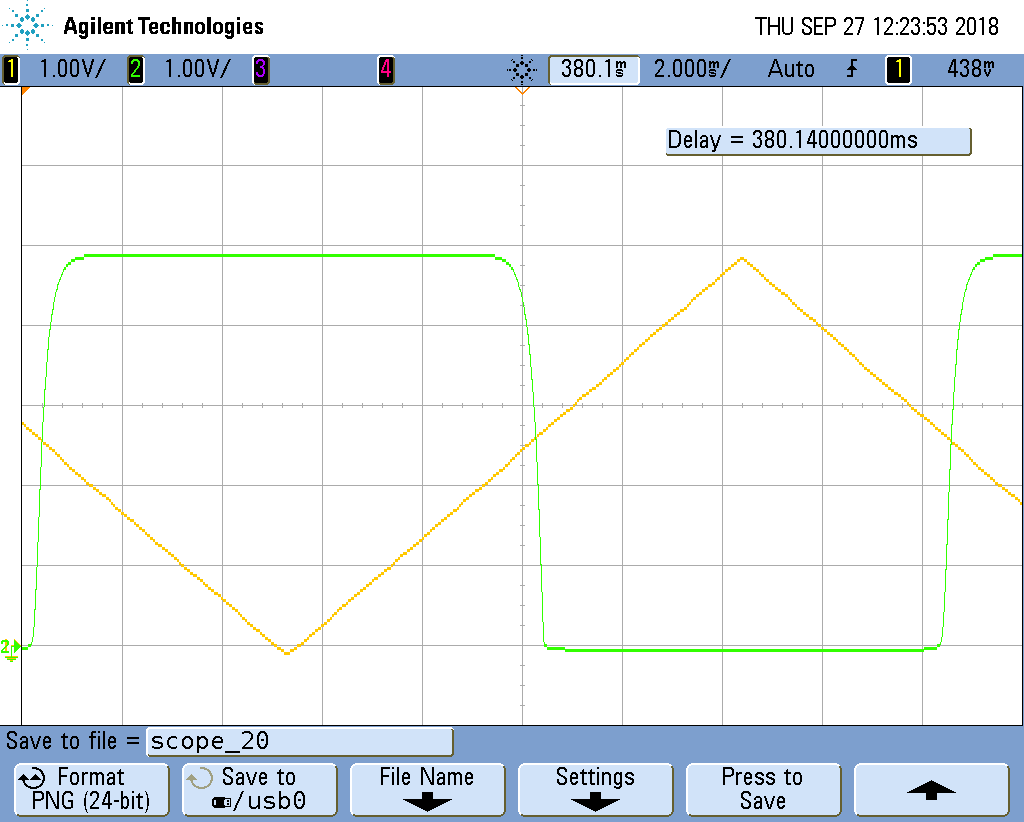 Agilent Technologies THU SEP 27 12:23:53 2018
1 1.00V/ 2 1.00V/ 3 4 380.1ms 2.000ms/ Auto 1 438mV
Delay = 380.14000000ms
2
Save to file = scope_20
Format Save to File Name Settings Press to
PNG (24-bit) /usb0 Save